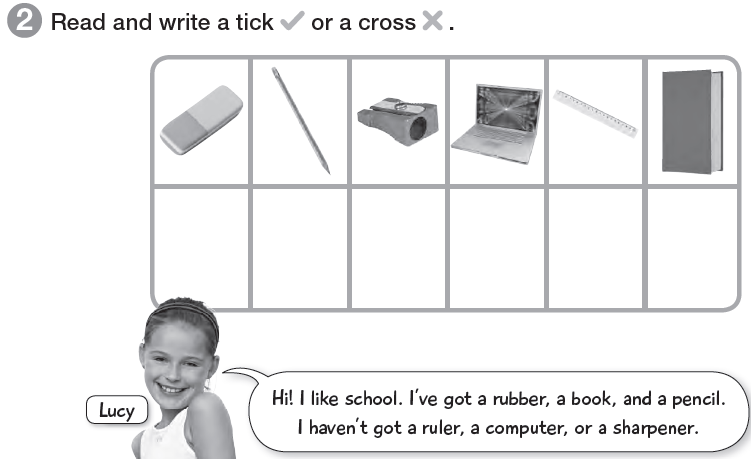 2 Read and write a tick ✓ or a cross ✗ .
Lucy
Hi! I like school. I've got a rubber, a book, and a pencil.
I haven't got a ruler, a computer, or a sharpener.